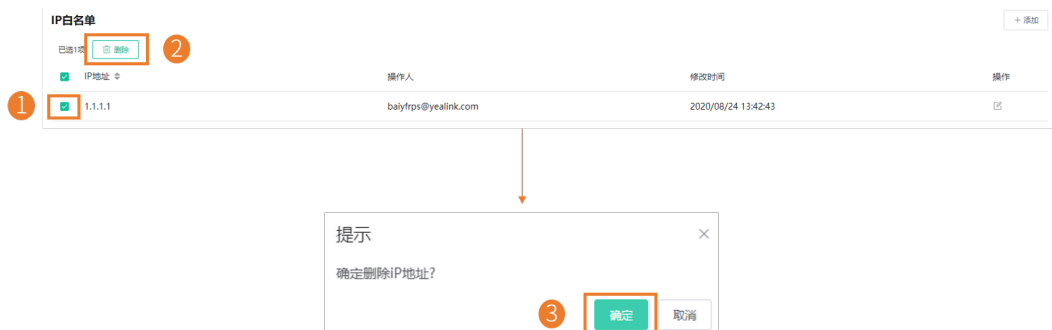 IP白名单
+ 添加
已选1项 删除 2
IP地址 操作人 修改时间 操作
1 1.1.1.1 baiyfrps@yealink.com 2020/08/24 13:42:43
提示 ×
确定删除iP地址?
3 确定 取消